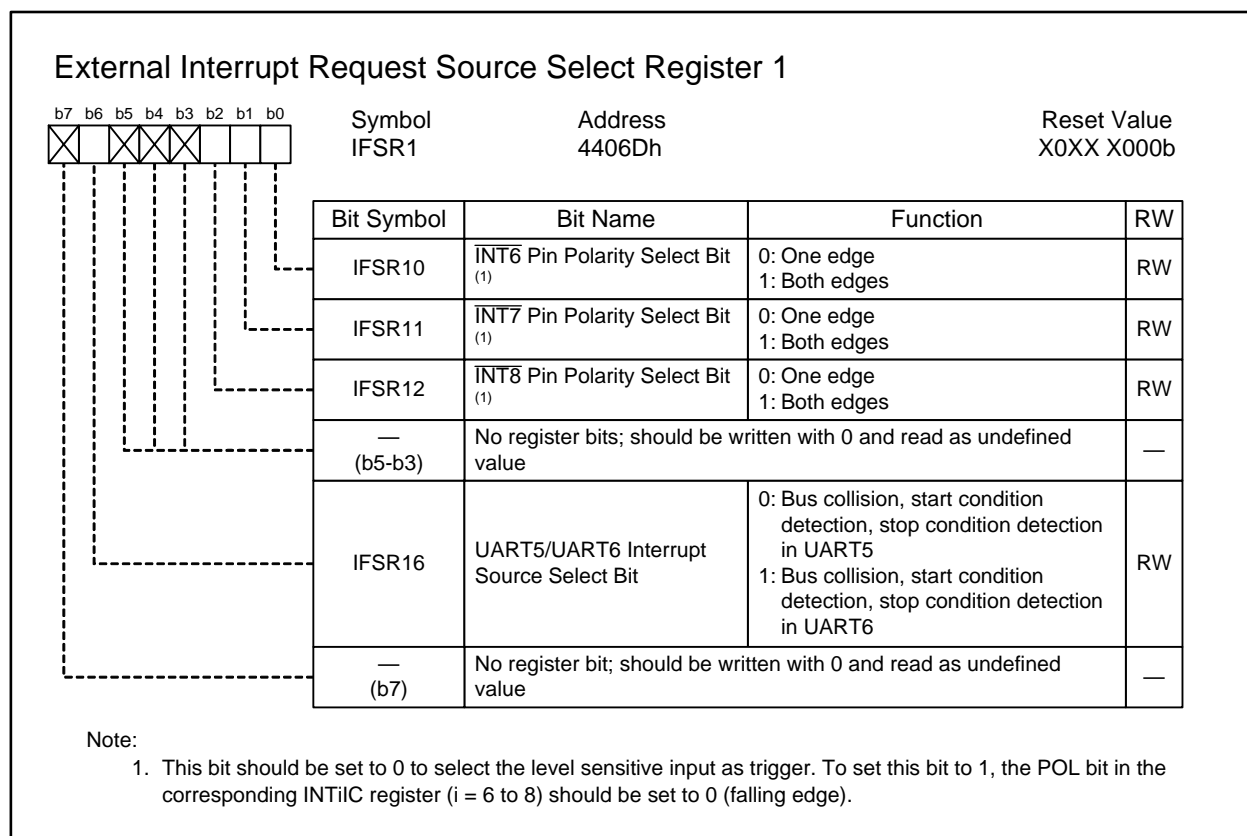 External Interrupt Request Source Select Register 1
b7 b6 b5 b4 b3 b2 b1 b0
Symbol Address Reset Value
IFSR1 4406Dh X0XX X000b
Bit Symbol Bit Name Function RW
IFSR10 INT6 Pin Polarity Select Bit (1) 0: One edge 1: Both edges RW
IFSR11 INT7 Pin Polarity Select Bit (1) 0: One edge 1: Both edges RW
IFSR12 INT8 Pin Polarity Select Bit (1) 0: One edge 1: Both edges RW
— (b5-b3) No register bits; should be written with 0 and read as undefined value —
IFSR16 UART5/UART6 Interrupt Source Select Bit 0: Bus collision, start condition detection, stop condition detection in UART5 1: Bus collision, start condition detection, stop condition detection in UART6 RW
— (b7) No register bit; should be written with 0 and read as undefined value —
Note:
1. This bit should be set to 0 to select the level sensitive input as trigger. To set this bit to 1, the POL bit in the
corresponding INTiIC register (i = 6 to 8) should be set to 0 (falling edge).